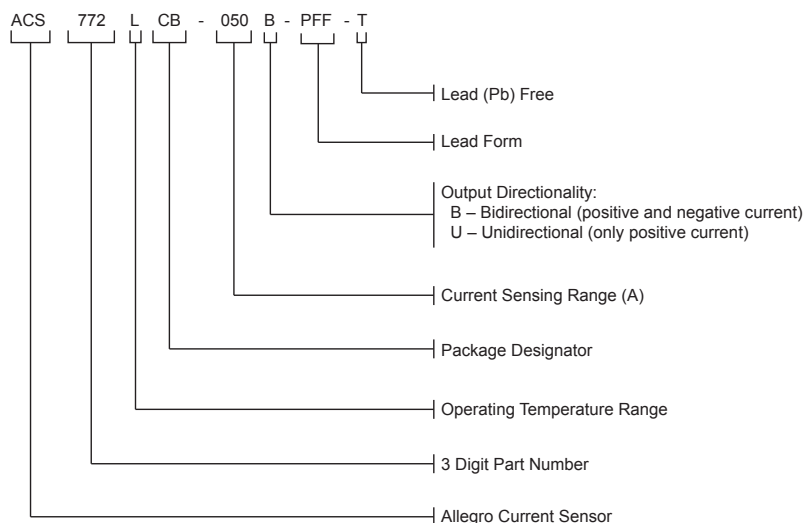 ACS 772 L CB - 050 B - PFF - T
Lead (Pb) Free
Lead Form
Output Directionality:
B – Bidirectional (positive and negative current)
U – Unidirectional (only positive current)
Current Sensing Range (A)
Package Designator
Operating Temperature Range
3 Digit Part Number
Allegro Current Sensor